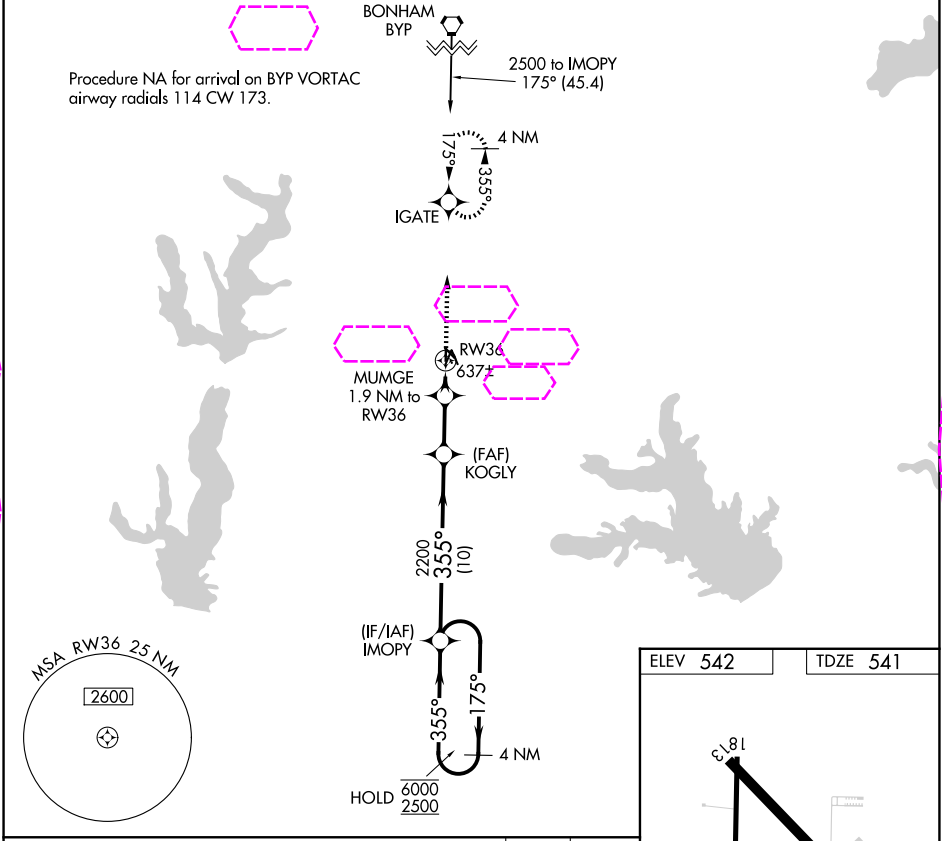 BONHAM
BYP
Procedure NA for arrival on BYP VORTAC
airway radials 114 CW 173.
2500 to IMOPY
175° (45.4)
4 NM
175°
355°
IGATE
RW36
637±
MUMGE
1.9 NM to
RW36
(FAF)
KOGLY
2200
355°
(10)
(IF/IAF)
IMOPY
355°
175°
4 NM
HOLD 6000
2500
MSA RW36 25 NM
2600
ELEV 542
TDZE 541
13
18